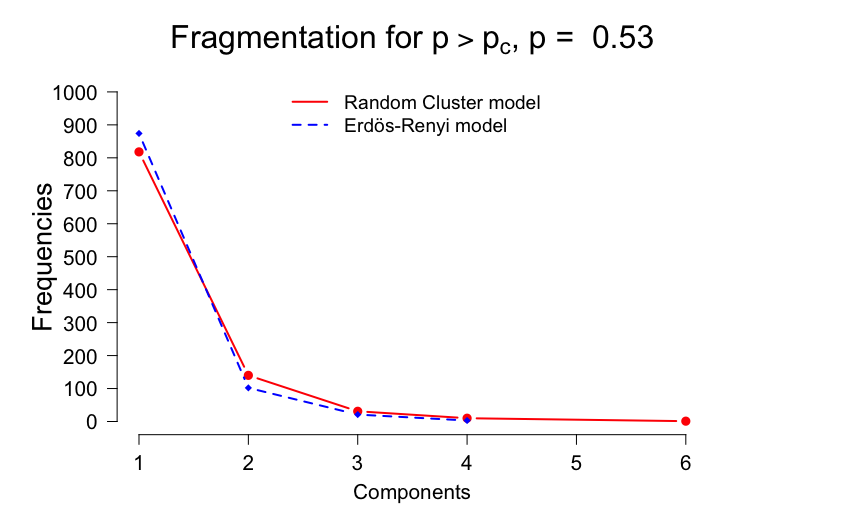 Fragmentation for p > pc, p = 0.53
Random Cluster model
Erdös-Renyi model
Frequencies
1000
900
800
700
600
500
400
300
200
100
0
1 2 3 4 5 6
Components